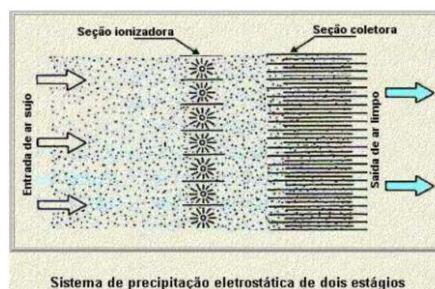 Seção ionizadora
Seção coletora
Entrada de ar sujo
Saída de ar limpo
Sistema de precipitação eletrostática de dois estágios